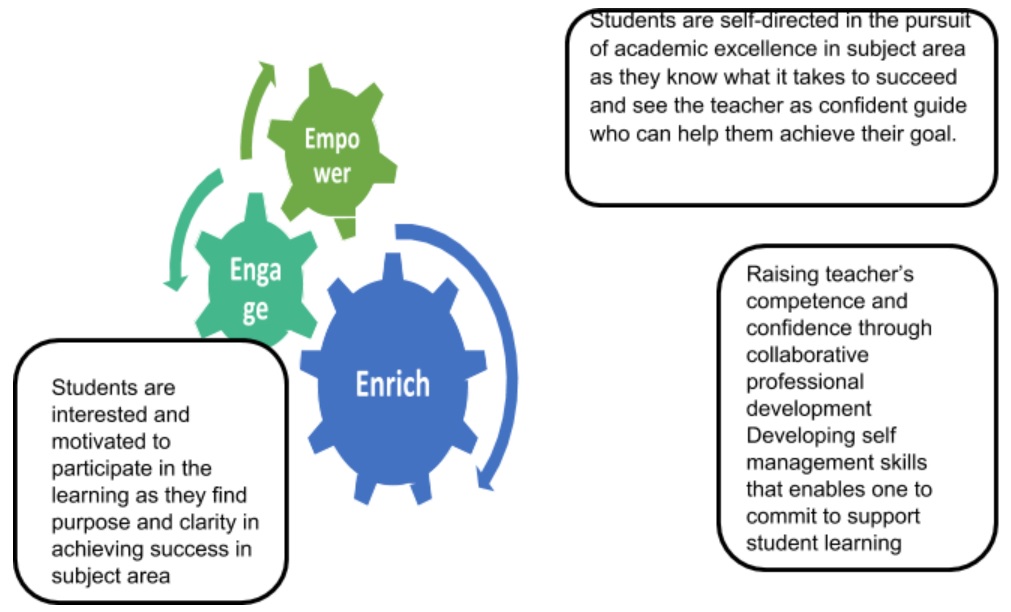 Students are self-directed in the pursuit
of academic excellence in subject area
as they know what it takes to succeed
and see the teacher as confident guide
who can help them achieve their goal.
Empo
wer
Enga
ge
Enrich
Raising teacher’s
competence and
confidence through
collaborative
professional
development
Developing self
management skills
that enables one to
commit to support
student learning
Students are
interested and
motivated to
participate in the
learning as they find
purpose and clarity in
achieving success in
subject area